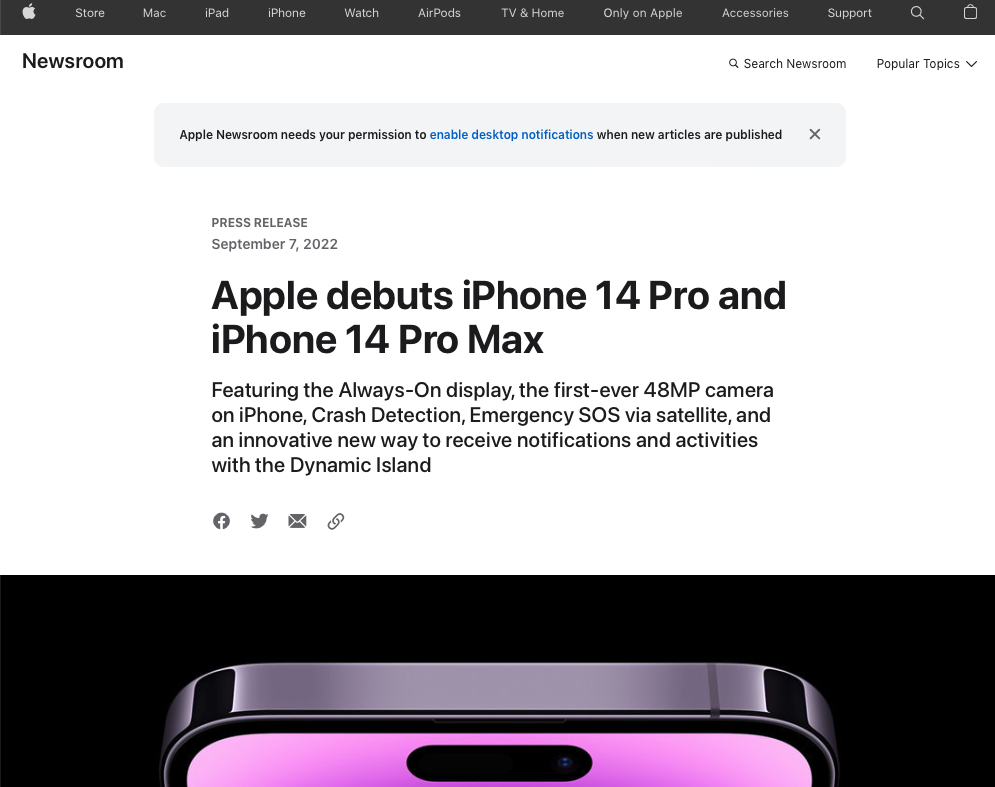 Store Mac iPad iPhone Watch AirPods TV & Home Only on Apple Accessories Support
Newsroom
Search Newsroom Popular Topics
Apple Newsroom needs your permission to enable desktop notifications when new articles are published
PRESS RELEASE
September 7, 2022
Apple debuts iPhone 14 Pro and
iPhone 14 Pro Max
Featuring the Always-On display, the first-ever 48MP camera
on iPhone, Crash Detection, Emergency SOS via satellite, and
an innovative new way to receive notifications and activities
with the Dynamic Island